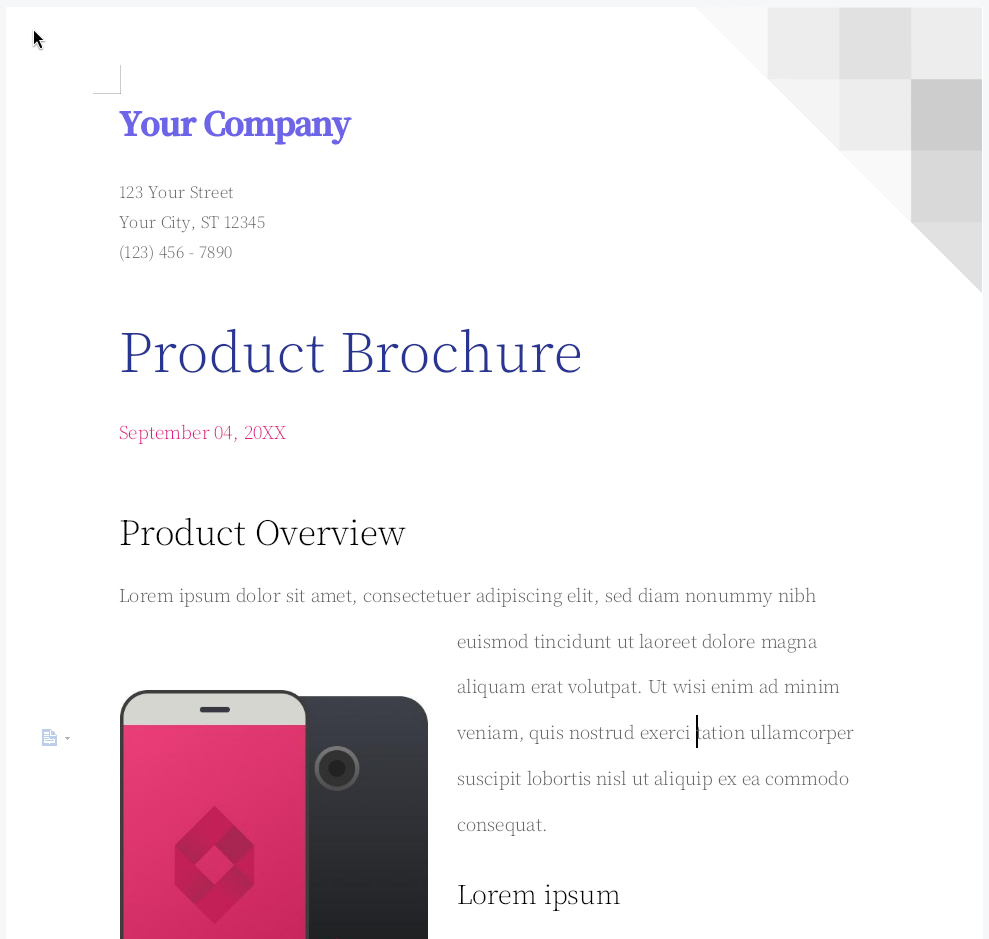 Your Company
123 Your Street
Your City, ST 12345
(123) 456 - 7890
Product Brochure
September 04, 20XX
Product Overview
Lorem ipsum dolor sit amet, consectetuer adipiscing elit, sed diam nonummy nibh
euismod tincidunt ut laoreet dolore magna
aliquam erat volutpat. Ut wisi enim ad minim
veniam, quis nostrud exerci tation ullamcorper
suscipit lobortis nisl ut aliquip ex ea commodo
consequat.
Lorem ipsum